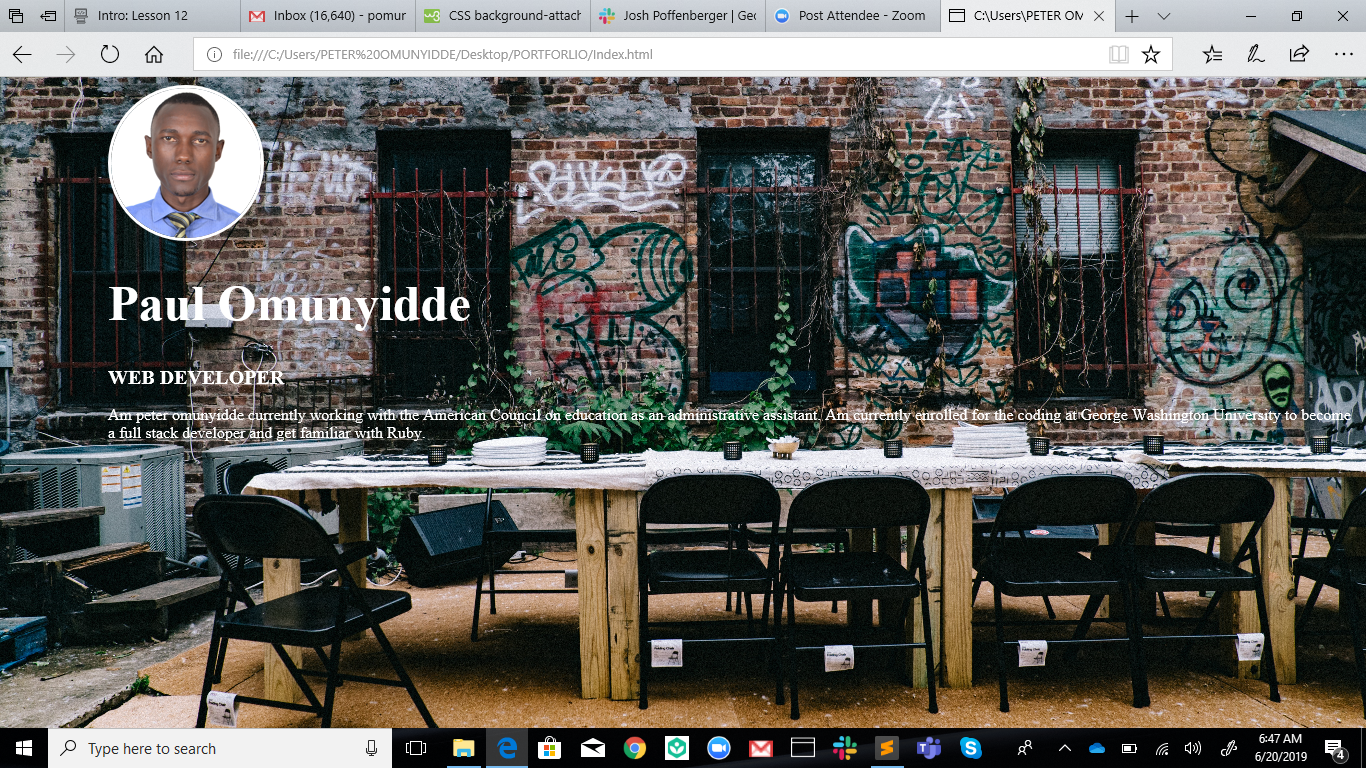 Intro: Lesson 12
Inbox (16,640) - pomur
CSS background-attach
Josh Poffenberger | Geo
Post Attendee - Zoom
C:\Users\PETER OM
file:///C:/Users/PETER%20OMUNYIDDE/Desktop/PORTFORLIO/Index.html
Paul Omunyidde
WEB DEVELOPER
Am peter omunyidde currently working with the American Council on education as an administrative assistant. Am currently enrolled for the coding at George Washington University to become
a full stack developer and get familiar with Ruby.
Type here to search
6:47 AM
6/20/2019
4